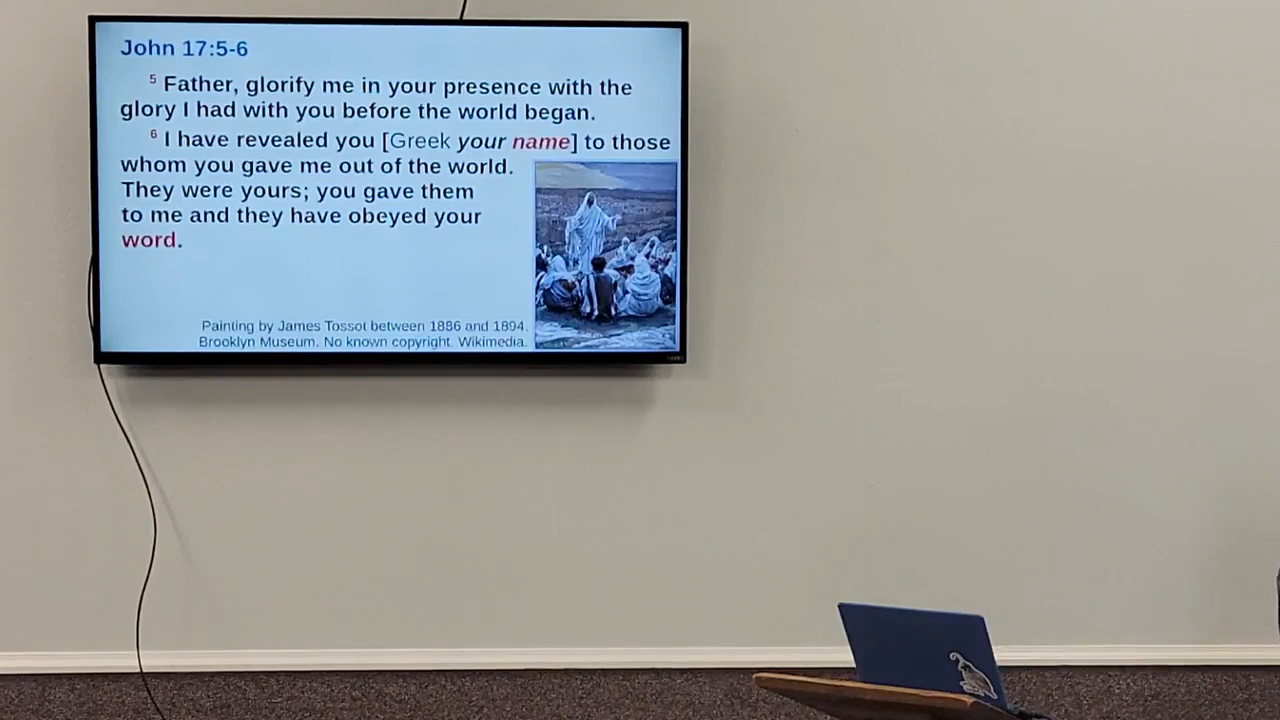 John 17:5-6
5 Father, glorify me in your presence with the
glory I had with you before the world began.
6 I have revealed you [Greek your name] to those
whom you gave me out of the world.
They were yours; you gave them
to me and they have obeyed your
word.
Painting by James Tossot between 1886 and 1894.
Brooklyn Museum. No known copyright. Wikimedia.